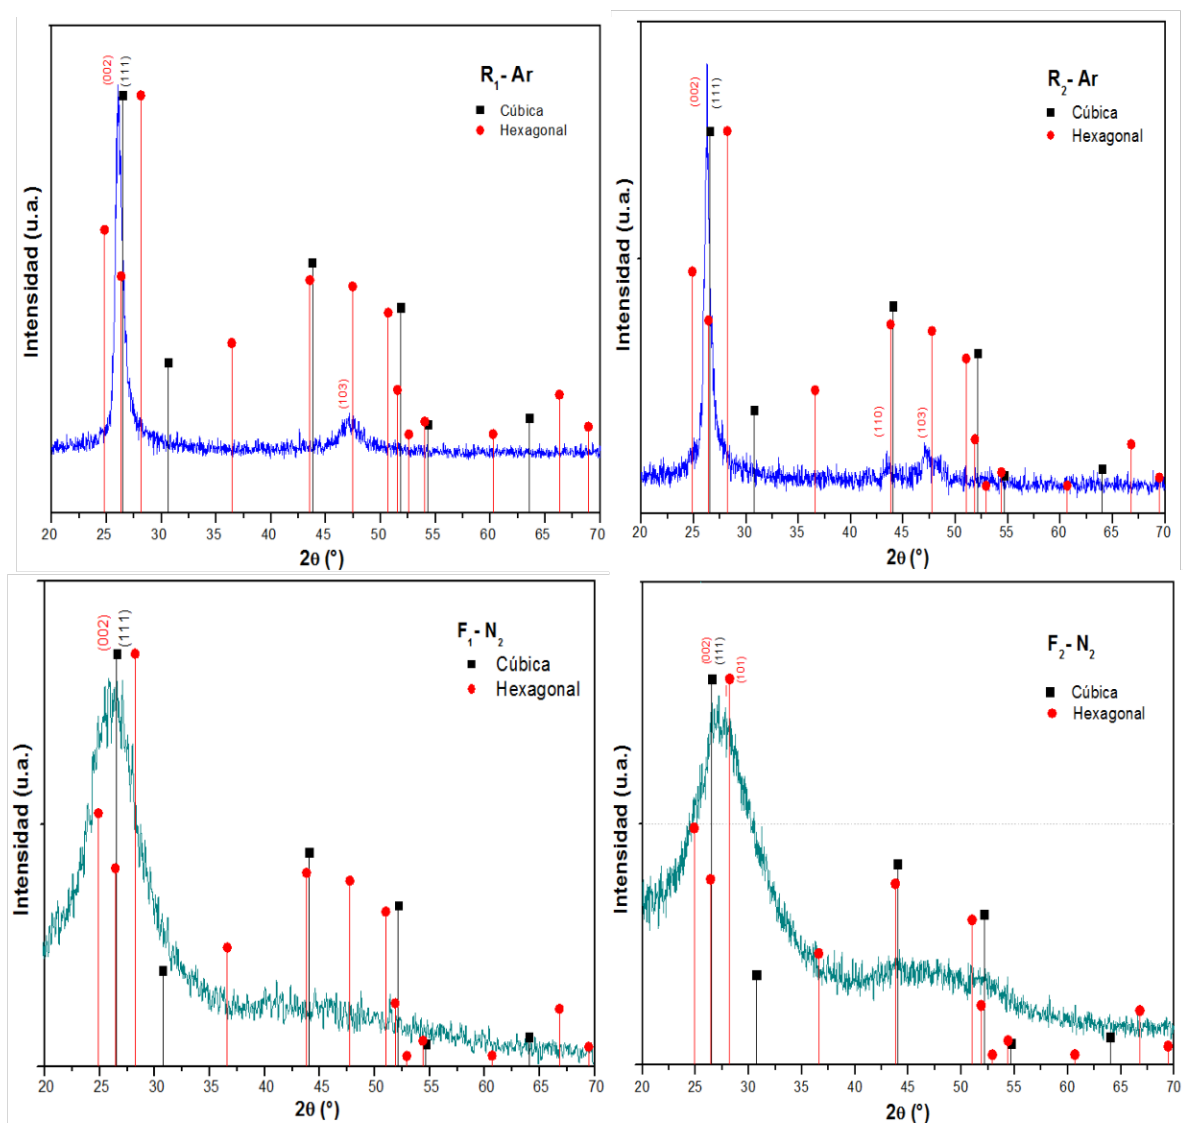 (002)
(111)
R1- Ar
Cúbica
Hexagonal
(103)
Intensidad (u.a.)
20 25 30 35 40 45 50 55 60 65 70
2θ (°)
(002)
(111)
R2- Ar
Cúbica
Hexagonal
(110)
(103)
Intensidad (u.a.)
20 25 30 35 40 45 50 55 60 65 70
2θ (°)
(002)
(111)
F1- N2
Cúbica
Hexagonal
Intensidad (u.a.)
20 25 30 35 40 45 50 55 60 65 70
2θ (°)
(002)
(111)
(101)
F2- N2
Cúbica
Hexagonal
Intensidad (u.a.)
20 25 30 35 40 45 50 55 60 65 70
2θ (°)